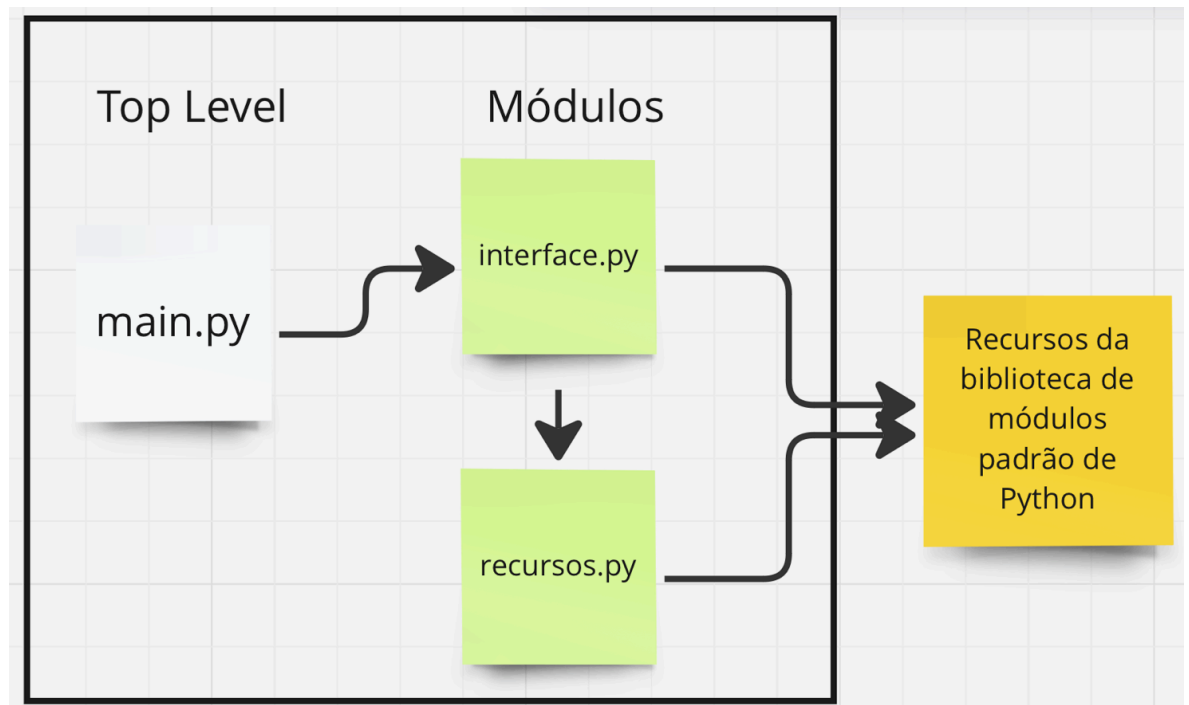 Top Level
Módulos
main.py
interface.py
recursos.py
Recursos da
biblioteca de
módulos
padrão de
Python